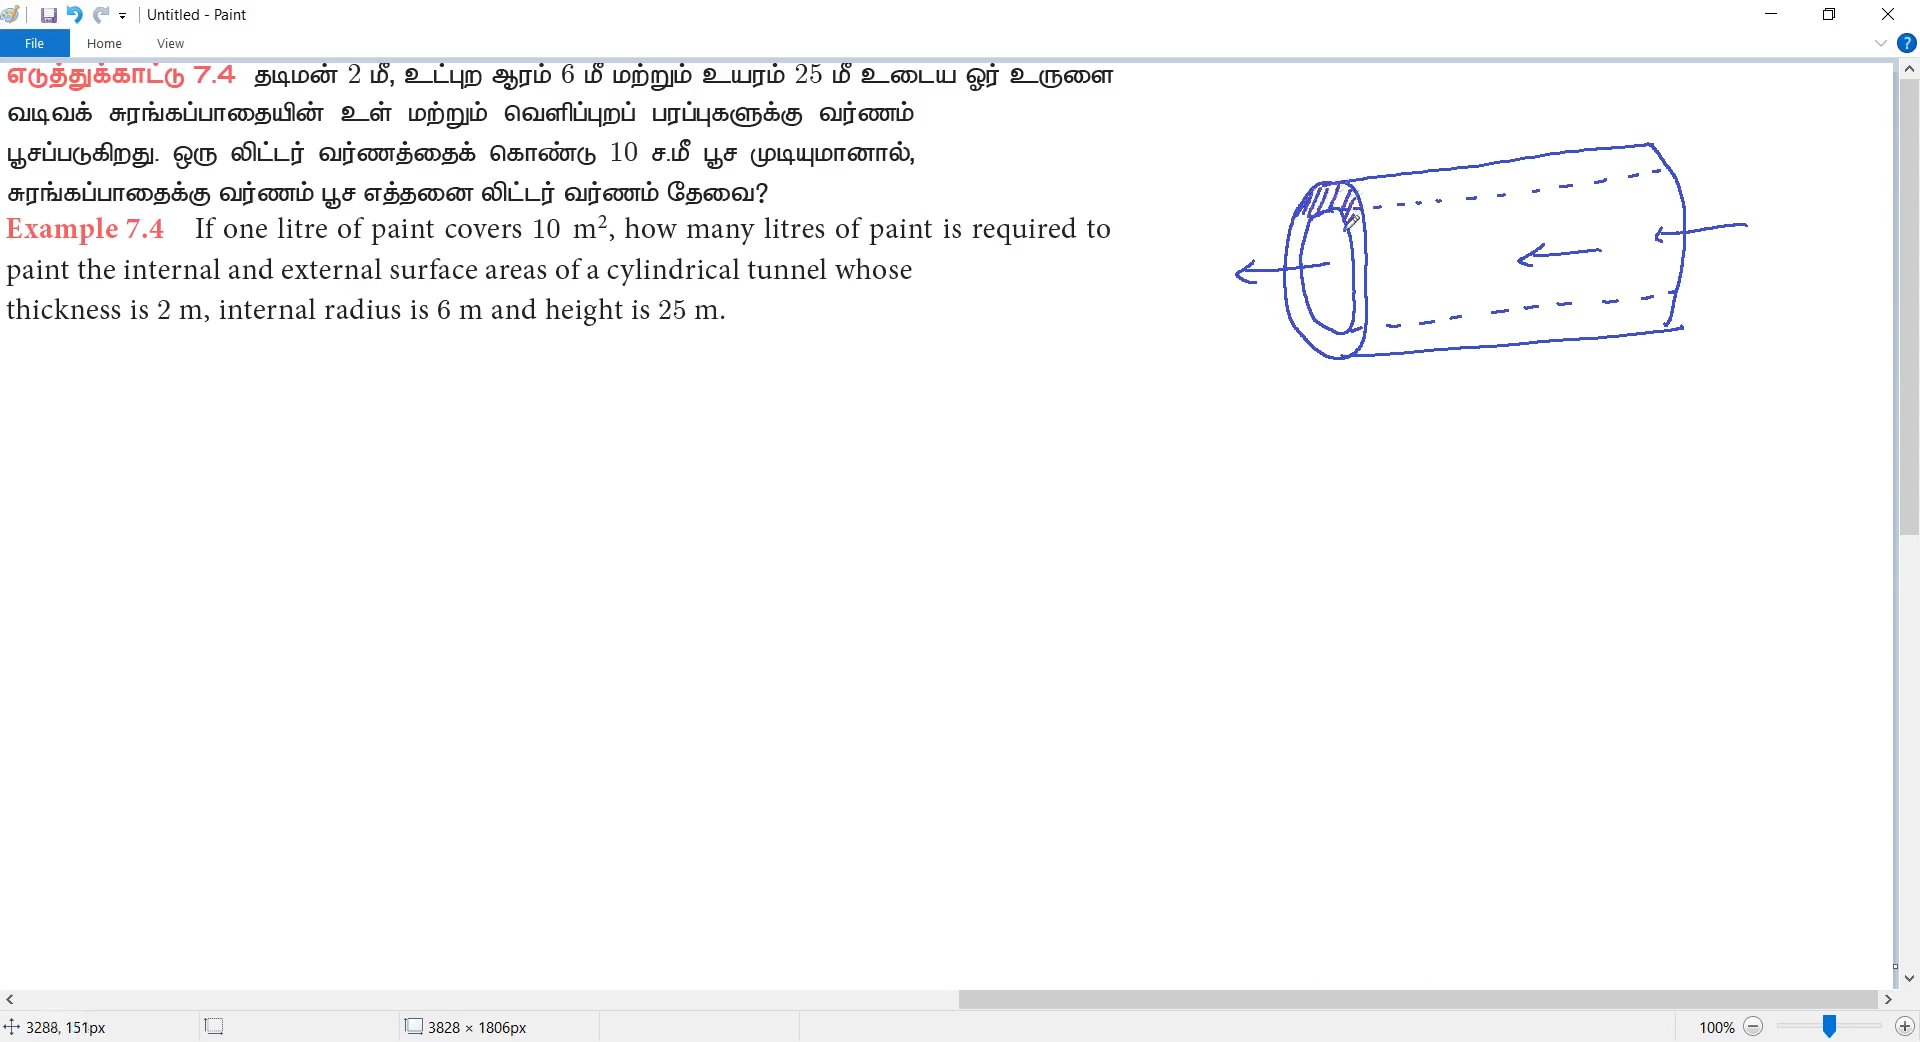 Untitled - Paint
File Home View
எடுத்துக்காட்டு 7.4 தடிமன் 2 மீ, உட்புற ஆரம் 6 மீ மற்றும் உயரம் 25 மீ உடைய ஓர் உருளை
வடிவக் சுரங்கப்பாதையின் உள் மற்றும் வெளிப்புறப் பரப்புகளுக்கு வர்ணம்
பூசப்படுகிறது. ஒரு லிட்டர் வர்ணத்தைக் கொண்டு 10 ச.மீ பூச முடியுமானால்,
சுரங்கப்பாதைக்கு வர்ணம் பூச எத்தனை லிட்டர் வர்ணம் தேவை?
Example 7.4 If one litre of paint covers 10 m², how many litres of paint is required to
paint the internal and external surface areas of a cylindrical tunnel whose
thickness is 2 m, internal radius is 6 m and height is 25 m.
3288, 151px 3828 × 1806px 100%